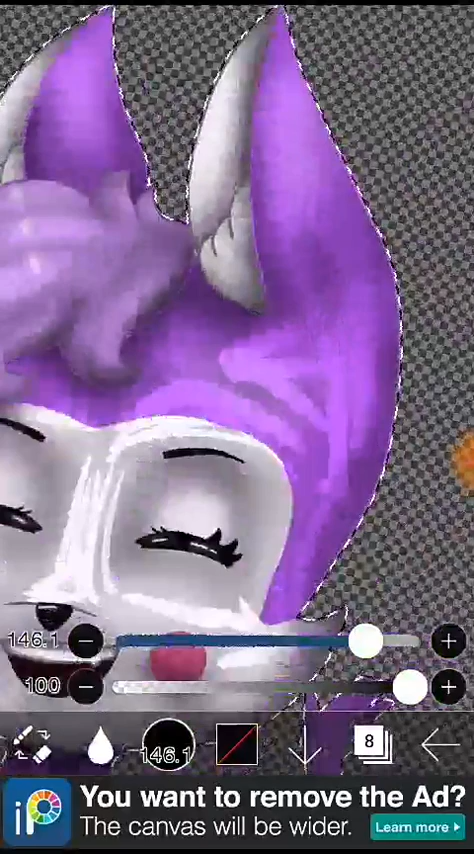 146.1
100
146.1
8
iP
You want to remove the Ad?
The canvas will be wider.
Learn more